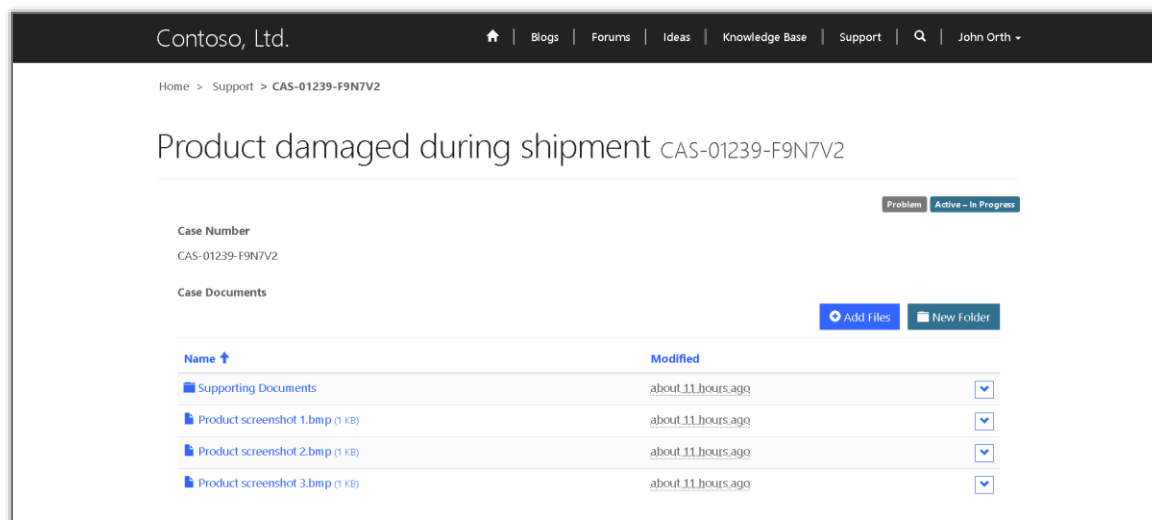 Contoso, Ltd. | Blogs | Forums | Ideas | Knowledge Base | Support | | John Orth
Home > Support > CAS-01239-F9N7V2
Product damaged during shipment CAS-01239-F9N7V2
Problem Active – In Progress
Case Number
CAS-01239-F9N7V2
Case Documents
Add Files New Folder
Name Modified
Supporting Documents about 11 hours ago
Product screenshot 1.bmp (1 KB) about 11 hours ago
Product screenshot 2.bmp (1 KB) about 11 hours ago
Product screenshot 3.bmp (1 KB) about 11 hours ago